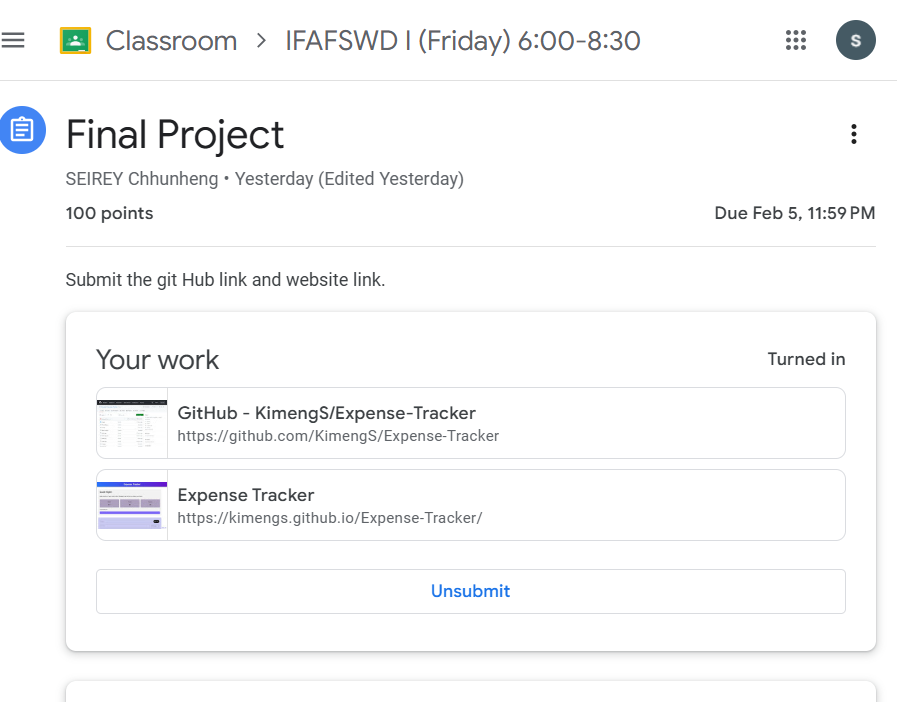 Classroom > IFAFSWD I (Friday) 6:00-8:30
S
Final Project
SEIREY Chhunheng • Yesterday (Edited Yesterday)
100 points
Due Feb 5, 11:59 PM
Submit the git Hub link and website link.
Your work
Turned in
GitHub - KimengS/Expense-Tracker
https://github.com/KimengS/Expense-Tracker
Expense Tracker
https://kimengs.github.io/Expense-Tracker/
Unsubmit